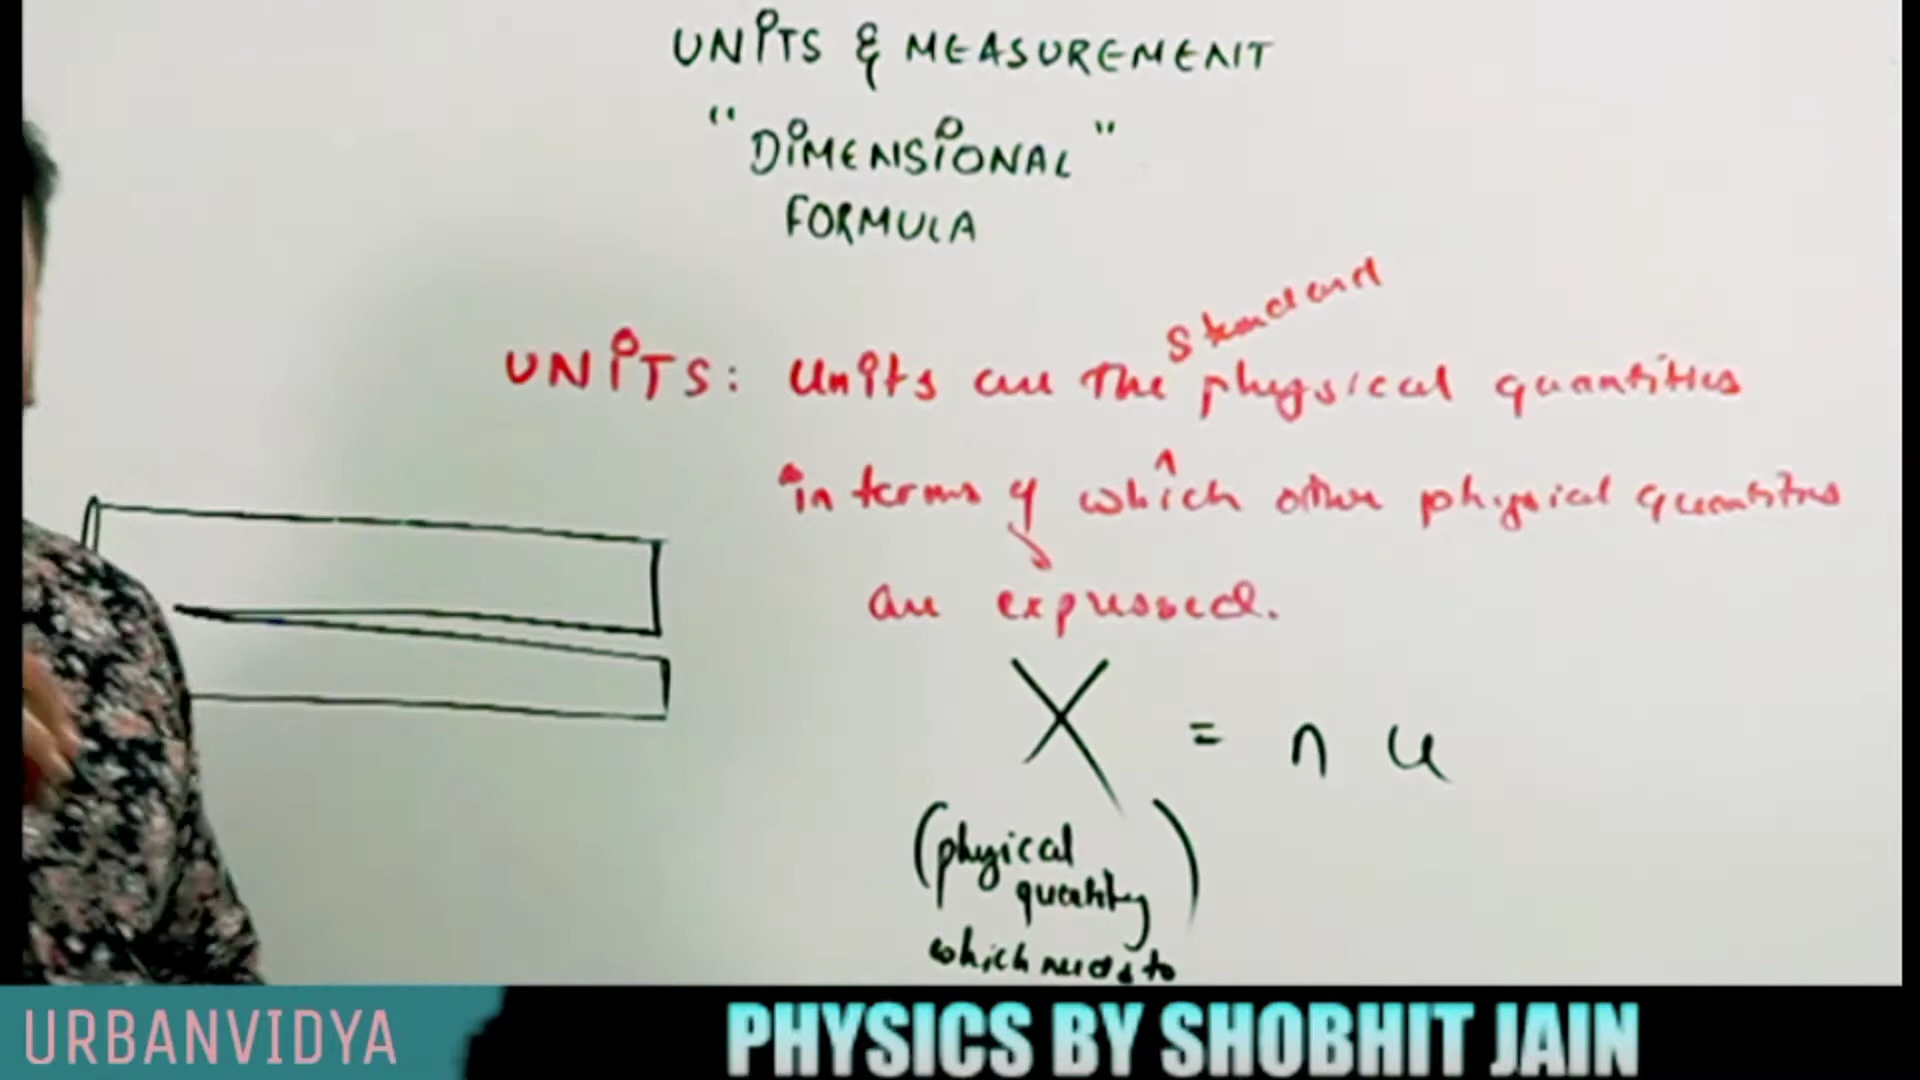 UNITS & MEASUREMENT
"DIMENSIONAL"
FORMULA
standard
UNITS: Units are the physical quantities
^
in terms of which other physical quantities
are expressed.
X = n u
(phyical
quantity)
which needs to
URBANVIDYA
PHYSICS BY SHOBHIT JAIN